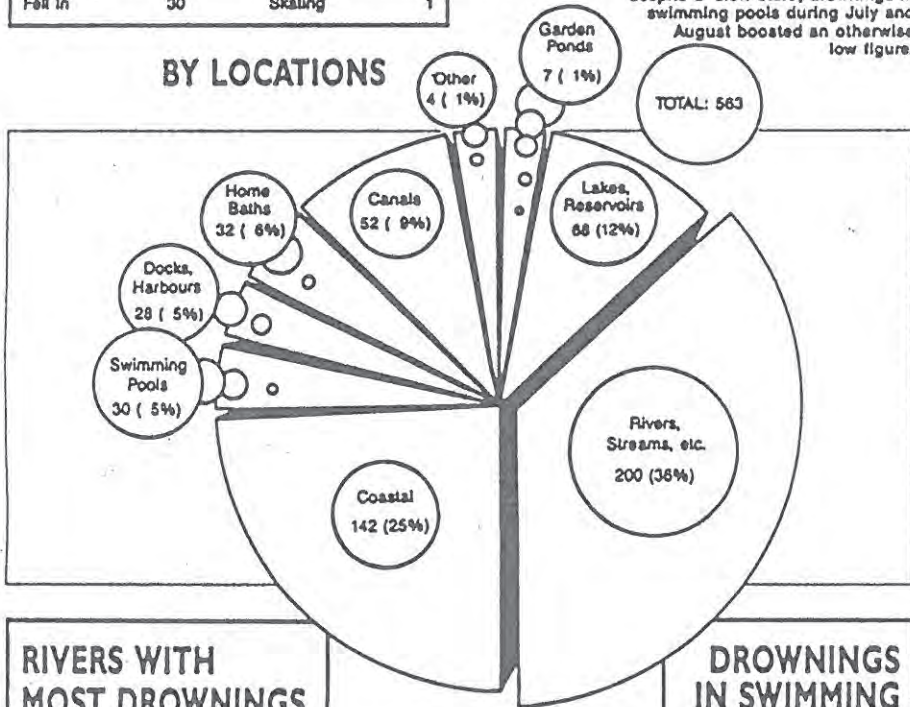 Fell in 30 Skating 1
swimming pools during July and
August boosted an otherwise
low figure
BY LOCATIONS
Garden
Ponds
7 ( 1%)
Other
4 ( 1%)
TOTAL: 563
Home
Baths
32 ( 6%)
Canals
52 ( 9%)
Lakes,
Reservoirs
68 (12%)
Docks,
Harbours
28 ( 5%)
Swimming
Pools
30 ( 5%)
Rivers,
Streams, etc.
200 (36%)
Coastal
142 (25%)
RIVERS WITH
MOST DROWNINGS
DROWNINGS
IN SWIMMING